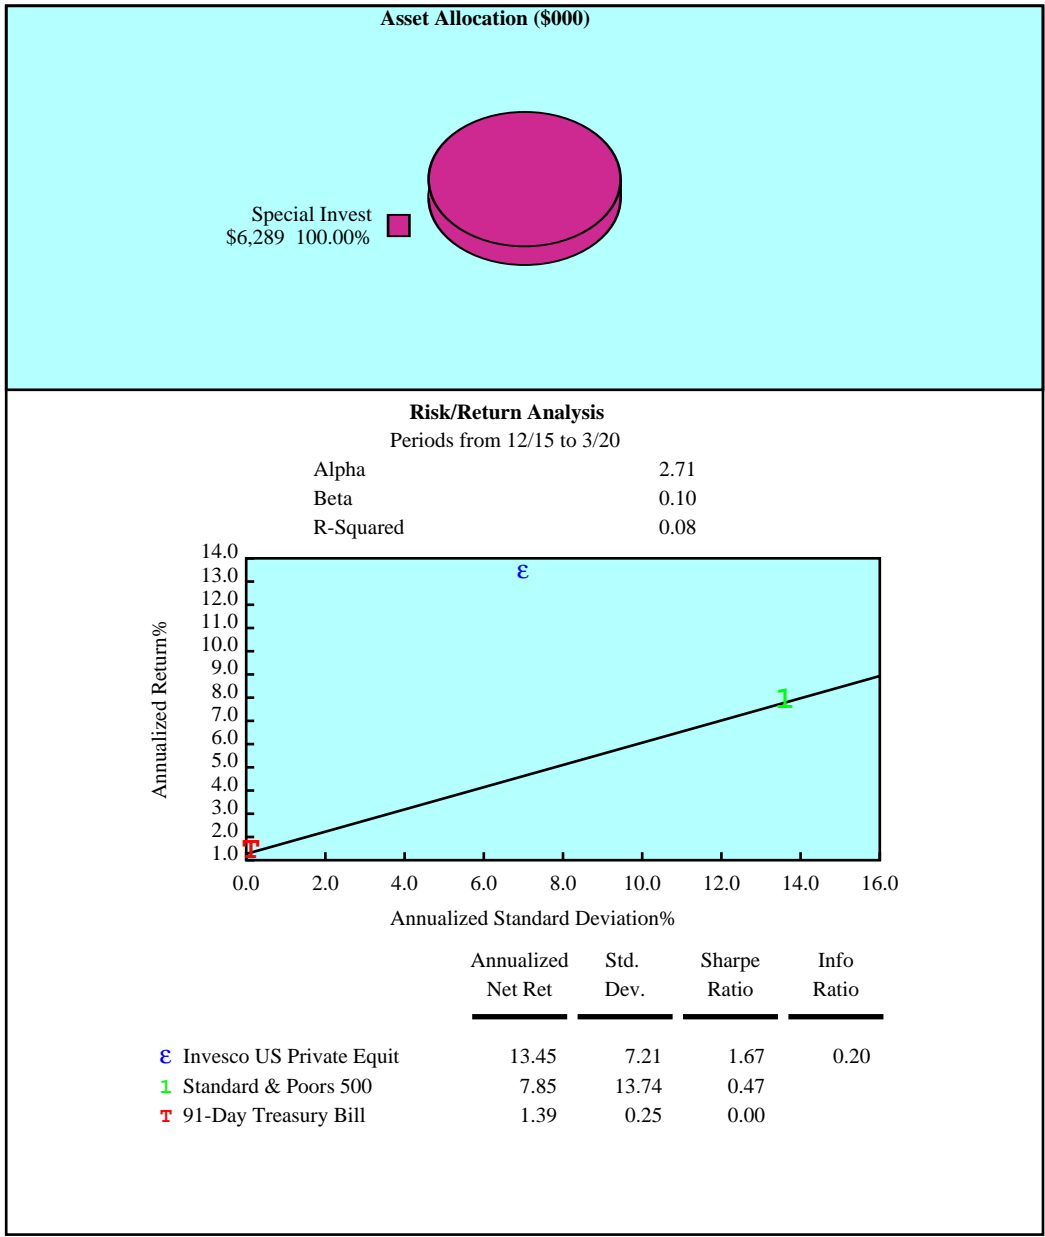 Asset Allocation ($000)
Special Invest
$6,289 100.00%
Risk/Return Analysis
Periods from 12/15 to 3/20
Alpha 2.71
Beta 0.10
R-Squared 0.08
14.0
13.0
12.0
11.0
10.0
9.0
8.0
7.0
6.0
5.0
4.0
3.0
2.0
1.0
Annualized Return%
ε
1
T
0.0 2.0 4.0 6.0 8.0 10.0 12.0 14.0 16.0
Annualized Standard Deviation%
Annualized Std. Sharpe Info
Net Ret Dev. Ratio Ratio
ε Invesco US Private Equit 13.45 7.21 1.67 0.20
1 Standard & Poors 500 7.85 13.74 0.47
T 91-Day Treasury Bill 1.39 0.25 0.00